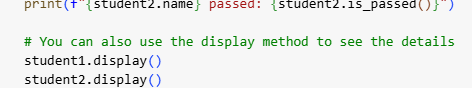 print(f"{student2.name} passed: {student2.is_passed()}")
# You can also use the display method to see the details
student1.display()
student2.display()